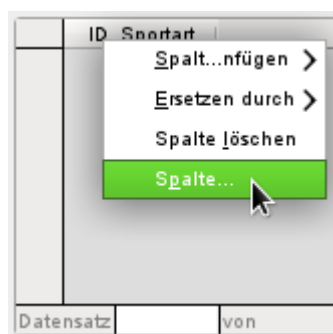 ID_Sportart
Spalt...nfügen
Ersetzen durch
Spalte löschen
Spalte...
Datensatz von